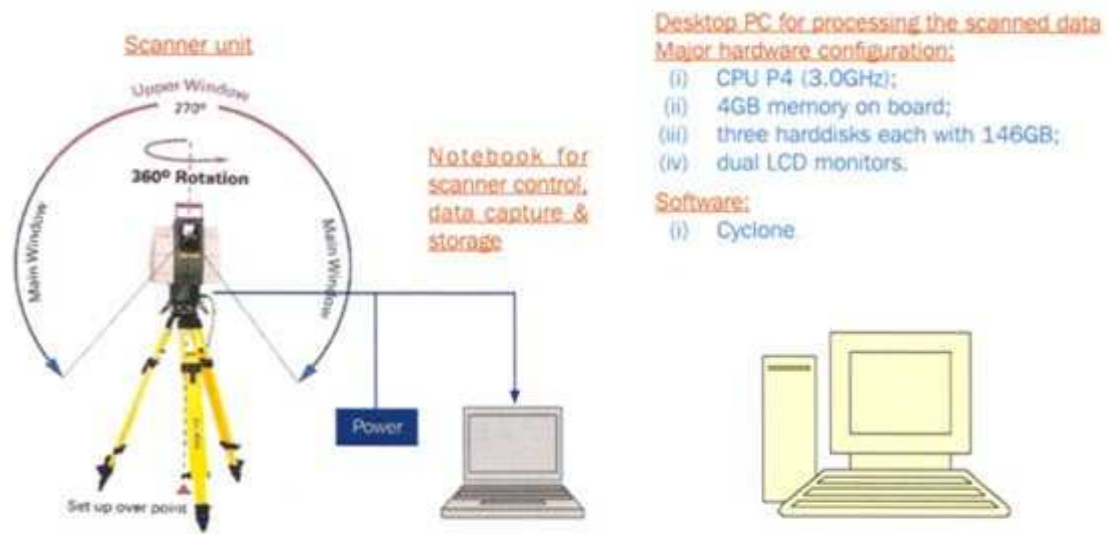 Scanner unit
Upper Window
270°
360° Rotation
Main Window
Main Window
Set up over point
Power
Notebook for
scanner control,
data capture &
storage
Desktop PC for processing the scanned data
Major hardware configuration:
(i) CPU P4 (3.0GHz);
(ii) 4GB memory on board;
(iii) three harddisks each with 146GB;
(iv) dual LCD monitors.
Software:
(i) Cyclone